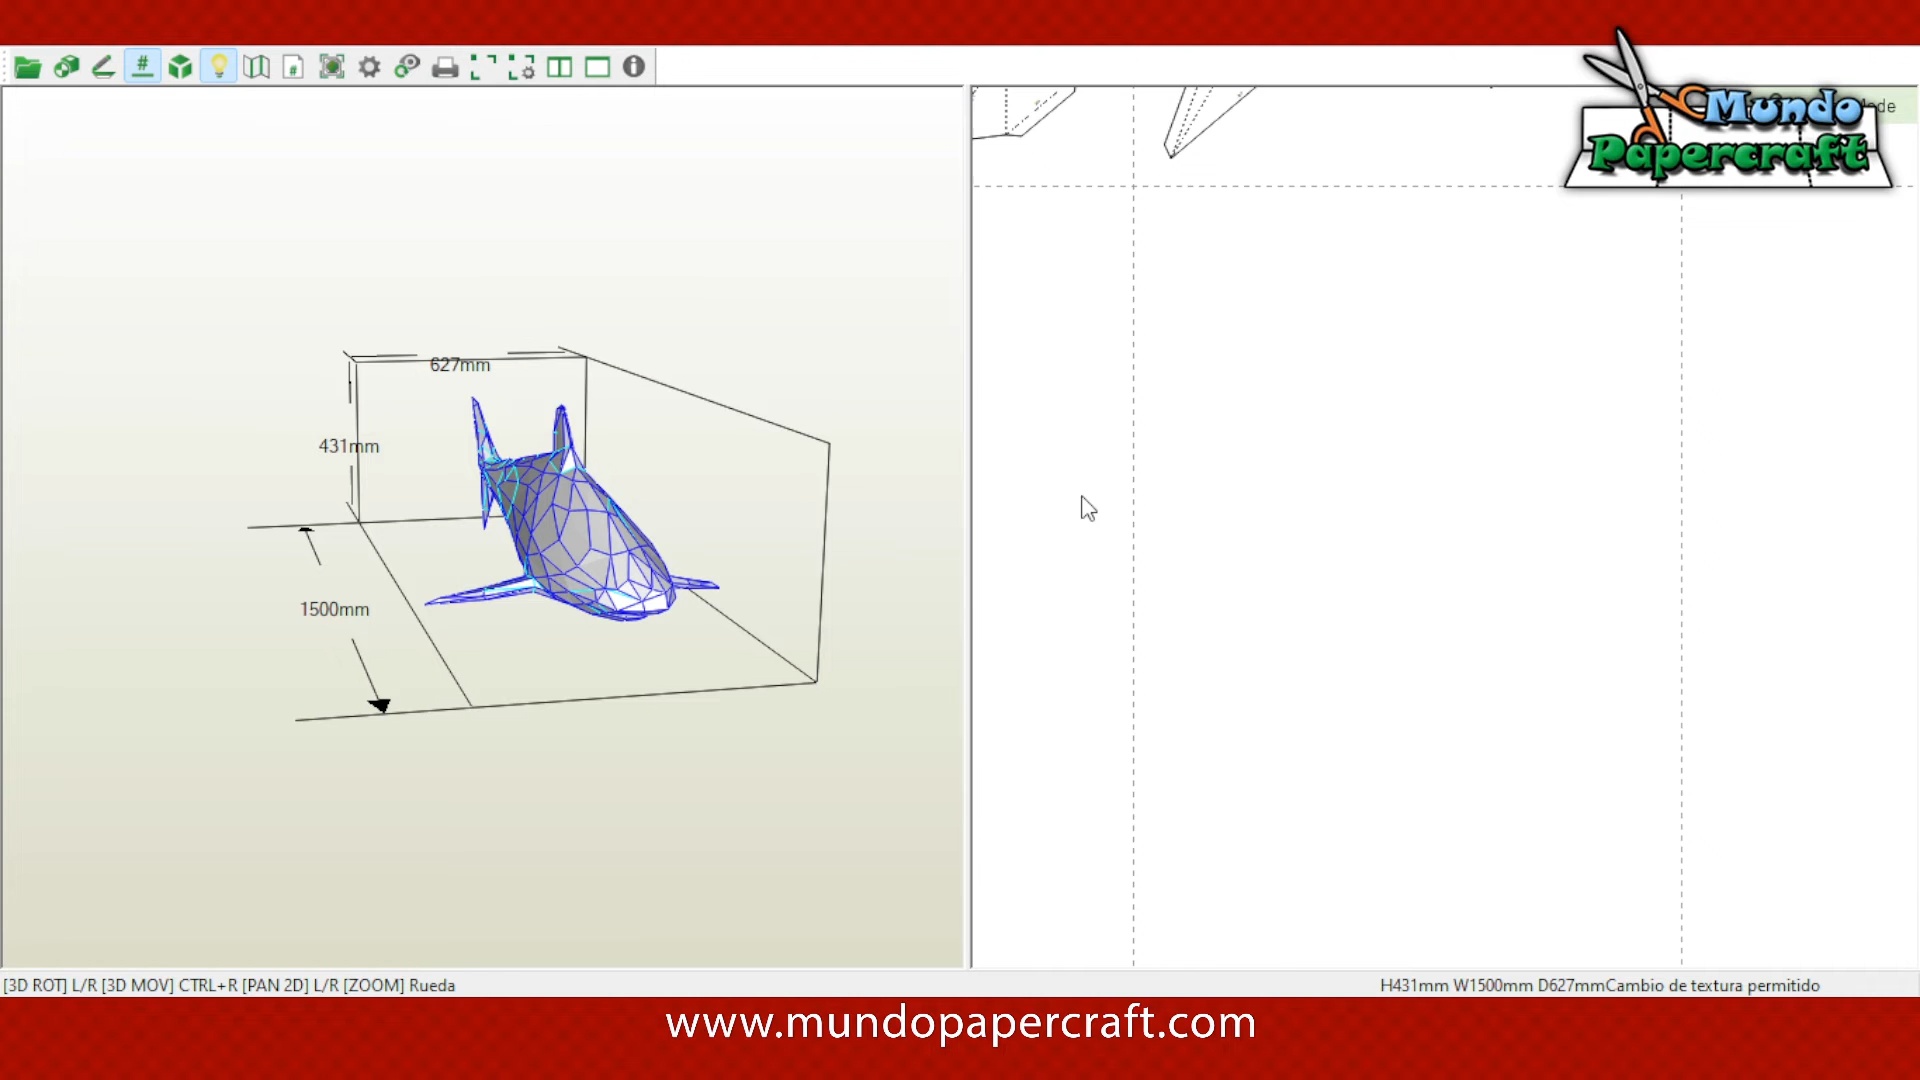 Mundo
Papercraft
627mm
431mm
1500mm
[3D ROT] L/R [3D MOV] CTRL+R [PAN 2D] L/R [ZOOM] Rueda
H431mm W1500mm D627mmCambio de textura permitido
www.mundopapercraft.com